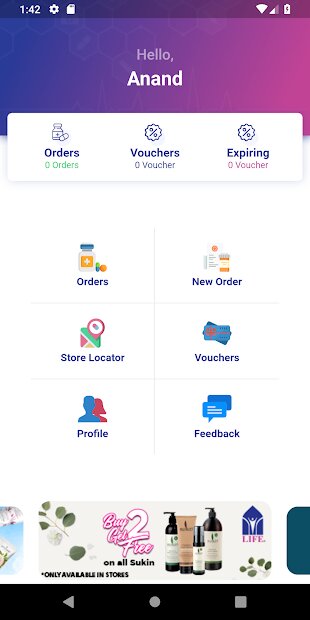 1:42
Hello,
Anand
Orders Vouchers Expiring
0 Orders 0 Voucher 0 Voucher
Orders New Order
Store Locator Vouchers
Profile Feedback
Buy 2
Get
Free
on all Sukin
*ONLY AVAILABLE IN STORES
LIFE.